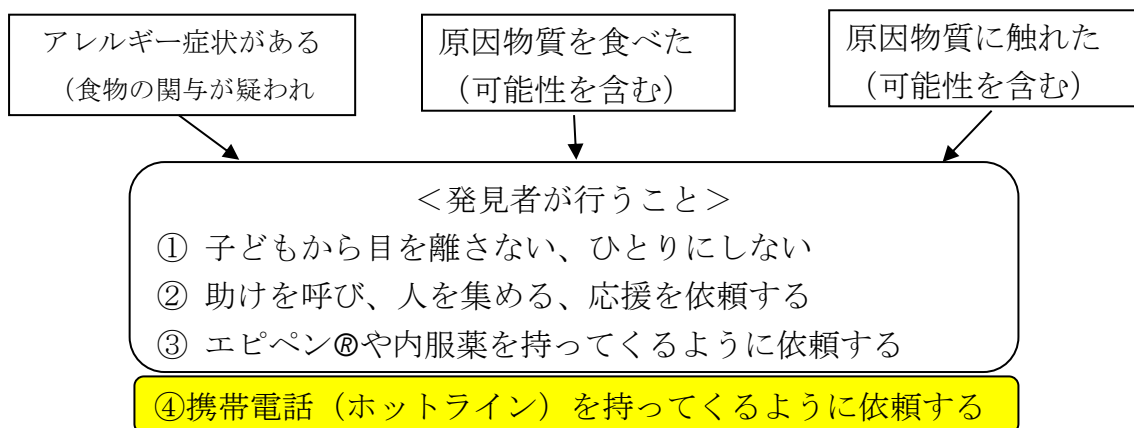 アレルギー症状がある
（食物の関与が疑われ
原因物質を食べた
（可能性を含む）
原因物質に触れた
（可能性を含む）
＜発見者が行うこと＞
① 子どもから目を離さない、ひとりにしない
② 助けを呼び、人を集める、応援を依頼する
③ エピペン®や内服薬を持ってくるように依頼する
④携帯電話（ホットライン）を持ってくるように依頼する